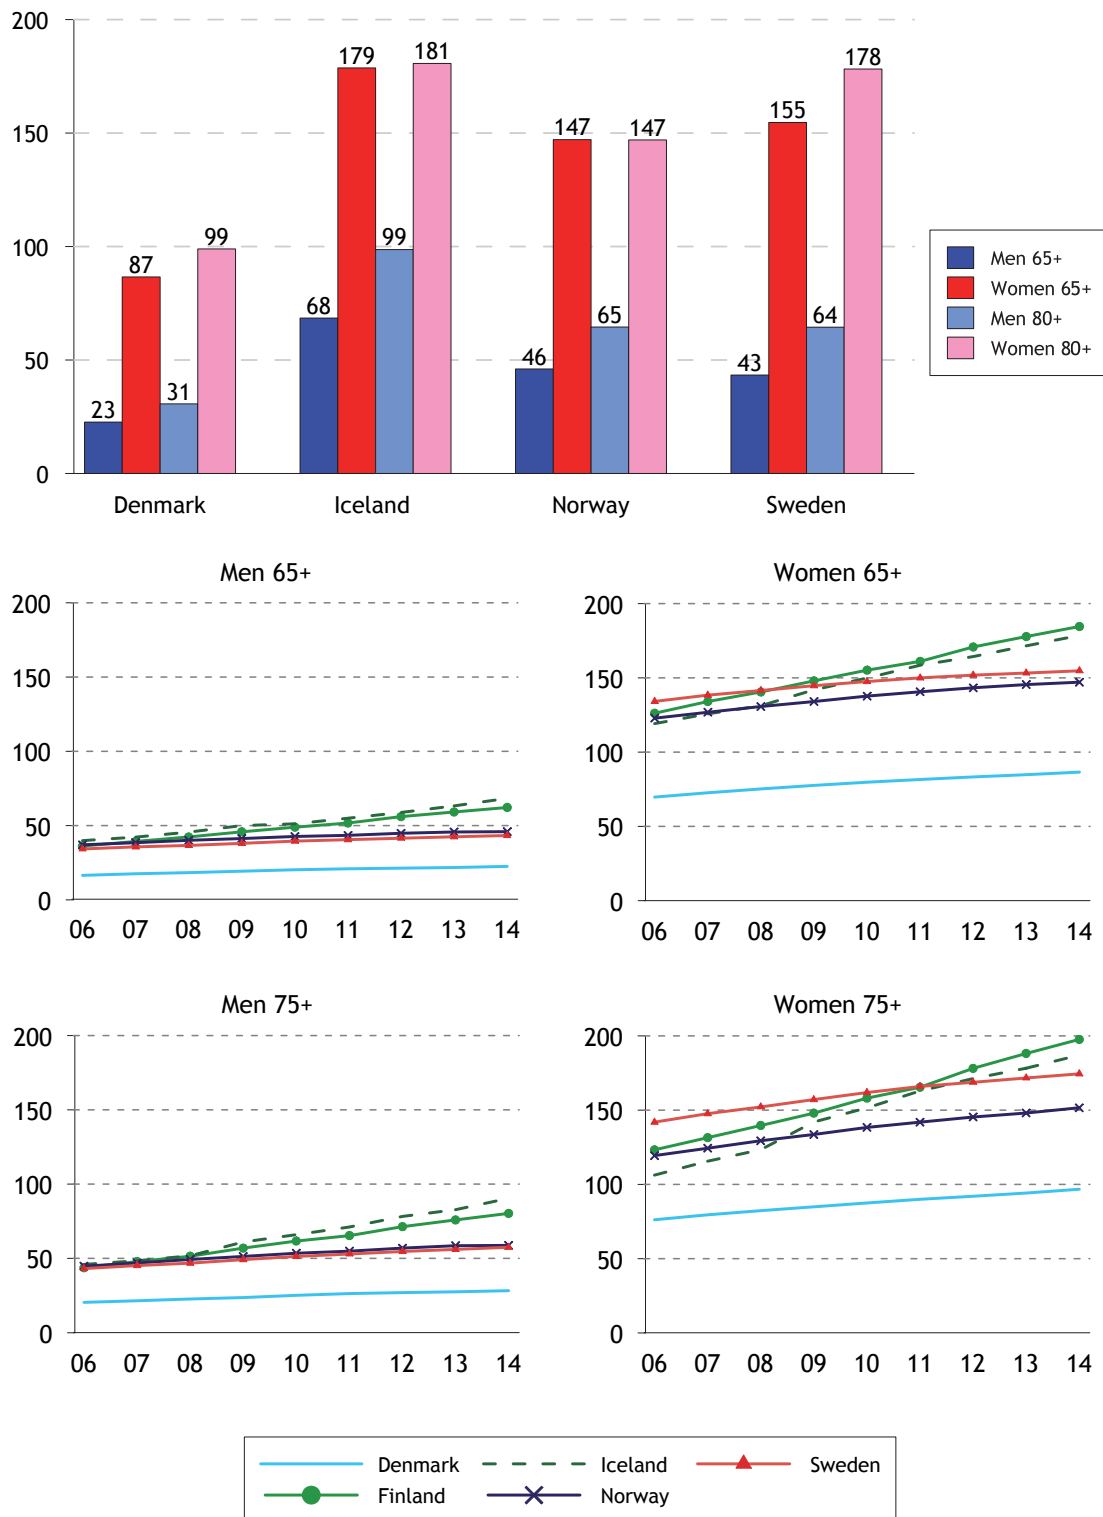 200
150
100
50
0
23
87
31
99
68
179
99
181
46
147
65
147
43
155
64
178
Denmark Iceland Norway Sweden
Men 65+
Women 65+
Men 80+
Women 80+
Men 65+
200
150
100
50
0
06 07 08 09 10 11 12 13 14
Women 65+
200
150
100
50
0
06 07 08 09 10 11 12 13 14
Men 75+
200
150
100
50
0
06 07 08 09 10 11 12 13 14
Women 75+
200
150
100
50
0
06 07 08 09 10 11 12 13 14
Denmark Iceland Sweden
Finland Norway